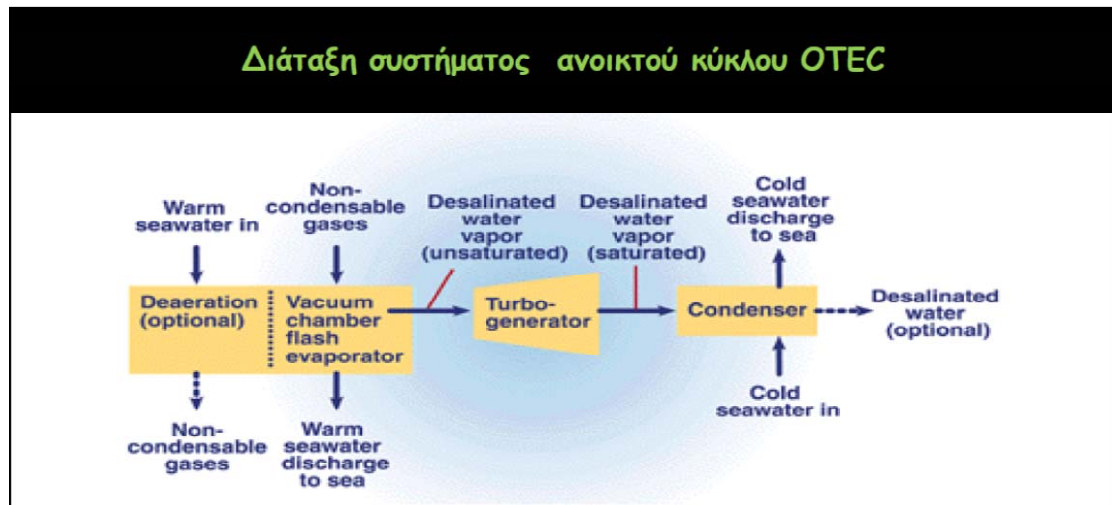 Διάταξη συστήματος ανοικτού κύκλου OTEC
Warm
seawater in
Non-
condensable
gases
Desalinated
water
vapor
(unsaturated)
Desalinated
water
vapor
(saturated)
Cold
seawater
discharge
to sea
Deaeration
(optional)
Vacuum
chamber
flash
evaporator
Turbo-
generator
Condenser
Desalinated
water
(optional)
Non-
condensable
gases
Warm
seawater
discharge
to sea
Cold
seawater in